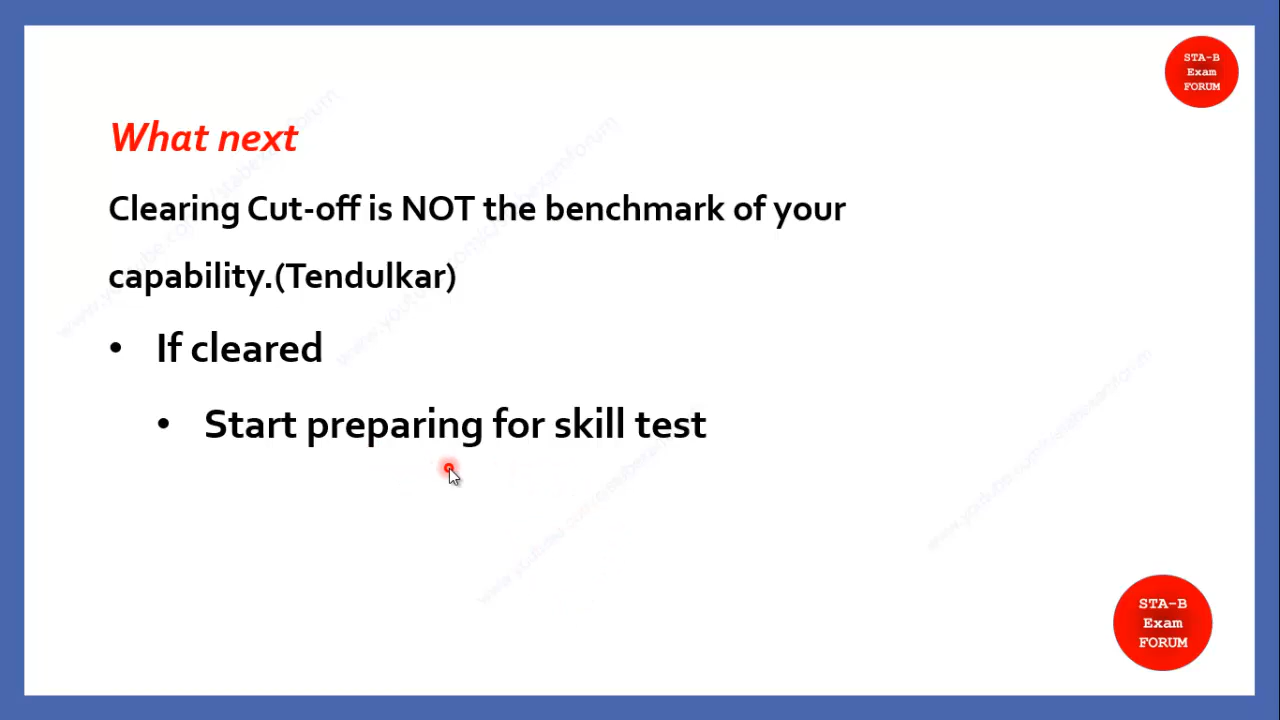 STA-B
Exam
FORUM
What next
Clearing Cut-off is NOT the benchmark of your
capability.(Tendulkar)
• If cleared
• Start preparing for skill test
STA-B
Exam
FORUM